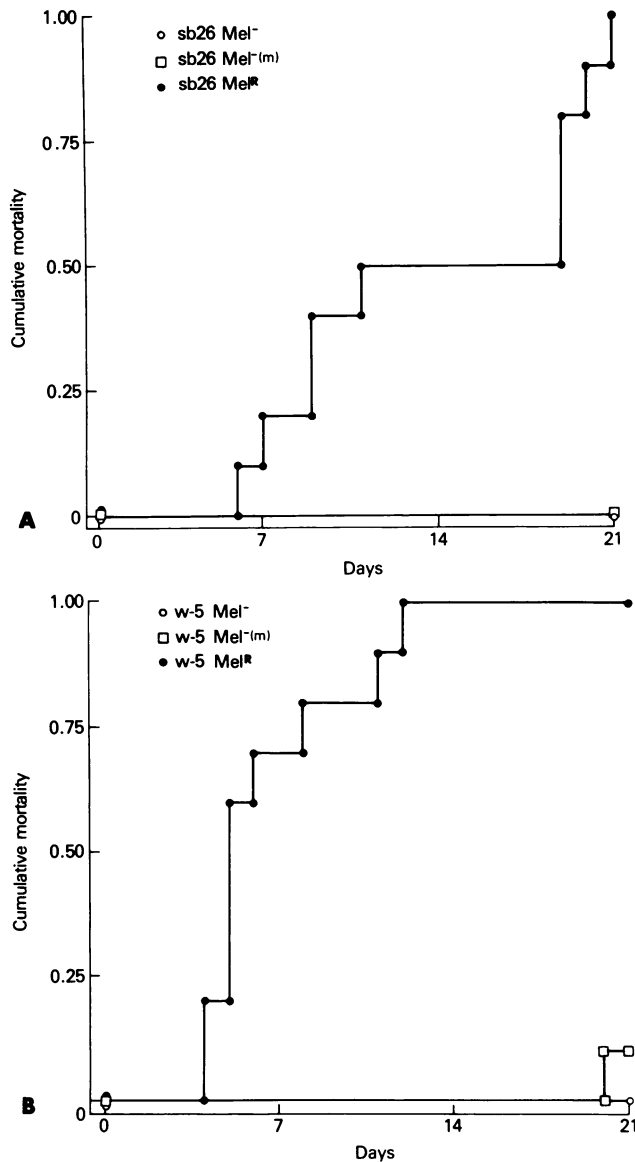 1.00
○ sb26 Mel⁻
□ sb26 Mel⁻⁽ᵐ⁾
● sb26 Melᴿ
0.75
0.50
0.25
0
Cumulative mortality
A
0 7 14 21
Days
1.00
○ w-5 Mel⁻
□ w-5 Mel⁻⁽ᵐ⁾
● w-5 Melᴿ
0.75
0.50
0.25
0
Cumulative mortality
B
0 7 14 21
Days